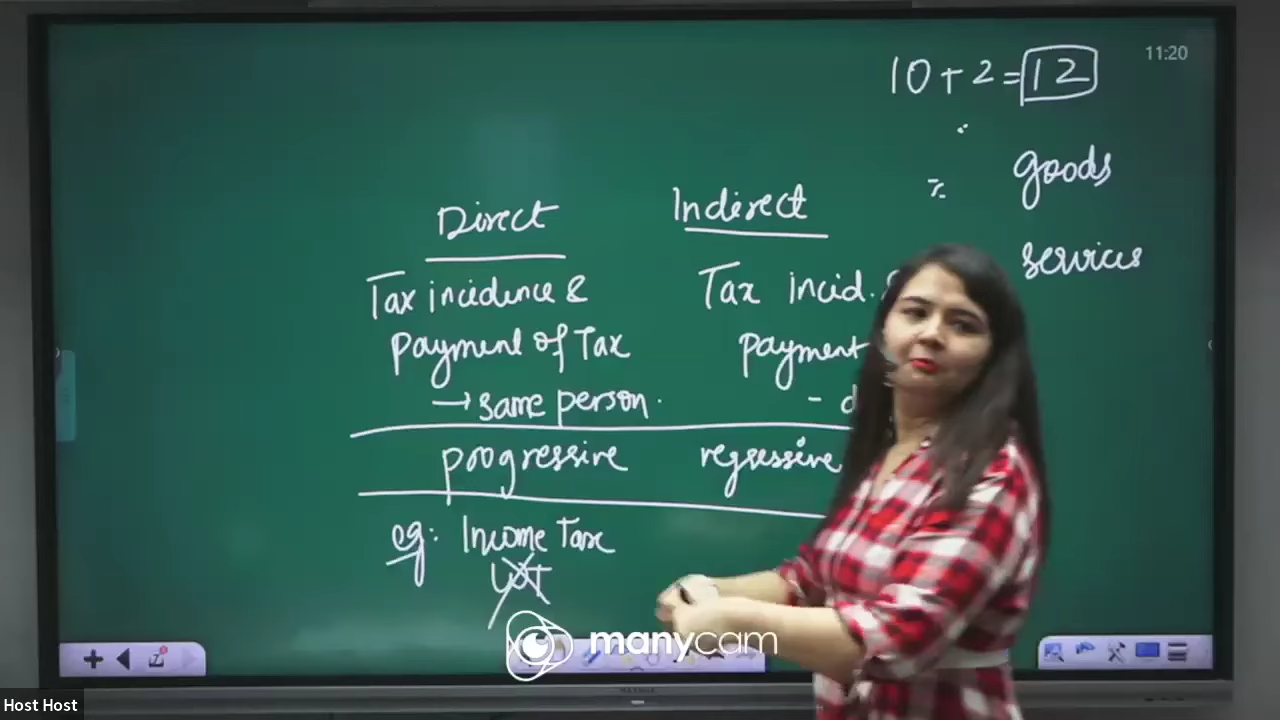 11:20
10 + 2 = 12
goods
services
Direct
Indirect
Tax incidence &
Tax incid.
payment of Tax
payment
→ same person.
-
progressive
regressive
eg: Income Tax
manycam
Host Host